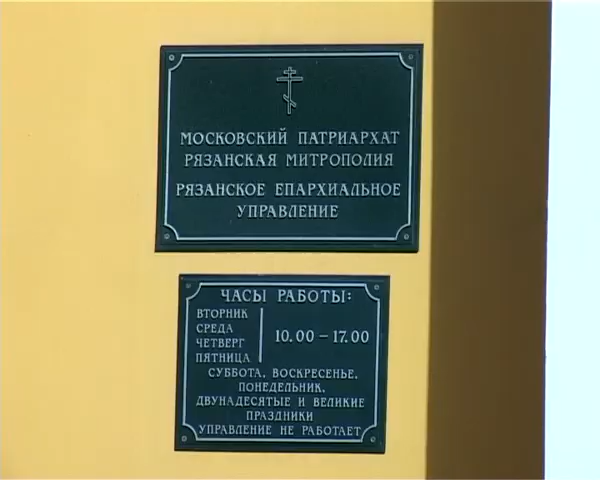 МОСКОВСКИЙ ПАТРИАРХАТ
РЯЗАНСКАЯ МИТРОПОЛИЯ
РЯЗАНСКОЕ ЕПАРХИАЛЬНОЕ
УПРАВЛЕНИЕ
ЧАСЫ РАБОТЫ:
ВТОРНИК
СРЕДА
ЧЕТВЕРГ
ПЯТНИЦА
10.00 – 17.00
СУББОТА, ВОСКРЕСЕНЬЕ,
ПОНЕДЕЛЬНИК,
ДВУНАДЕСЯТЫЕ И ВЕЛИКИЕ
ПРАЗДНИКИ
УПРАВЛЕНИЕ НЕ РАБОТАЕТ